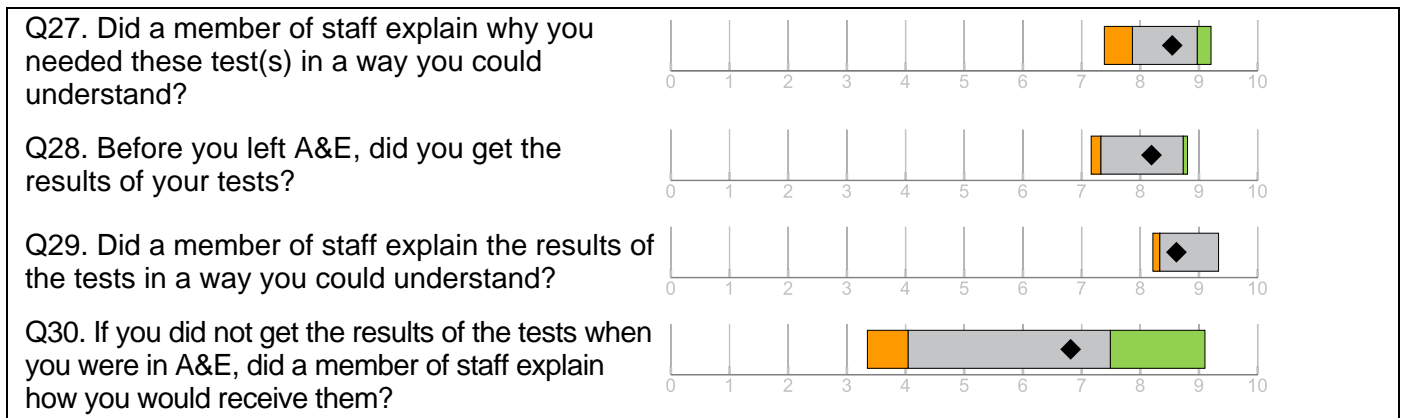 Q27. Did a member of staff explain why you
needed these test(s) in a way you could
understand?
0 1 2 3 4 5 6 7 8 9 10
Q28. Before you left A&E, did you get the
results of your tests?
0 1 2 3 4 5 6 7 8 9 10
Q29. Did a member of staff explain the results of
the tests in a way you could understand?
0 1 2 3 4 5 6 7 8 9 10
Q30. If you did not get the results of the tests when
you were in A&E, did a member of staff explain
how you would receive them?
0 1 2 3 4 5 6 7 8 9 10